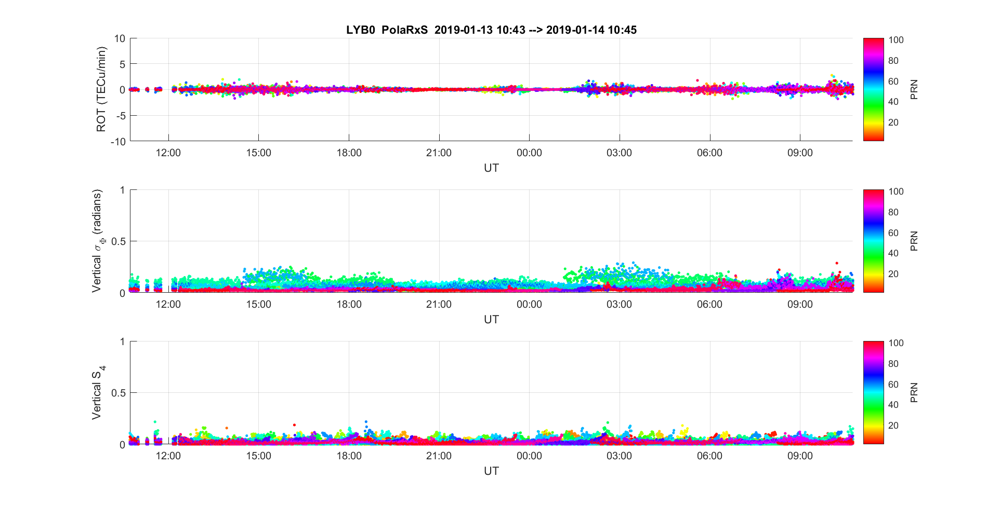 LYB0 PolaRxS 2019-01-13 10:43 --> 2019-01-14 10:45
ROT (TECu/min)
10
5
0
-5
-10
12:00 15:00 18:00 21:00 00:00 03:00 06:00 09:00
UT
100
80
60
40
20
PRN
Vertical σΦ (radians)
1
0.5
0
12:00 15:00 18:00 21:00 00:00 03:00 06:00 09:00
UT
100
80
60
40
20
PRN
Vertical S4
1
0.5
0
12:00 15:00 18:00 21:00 00:00 03:00 06:00 09:00
UT
100
80
60
40
20
PRN